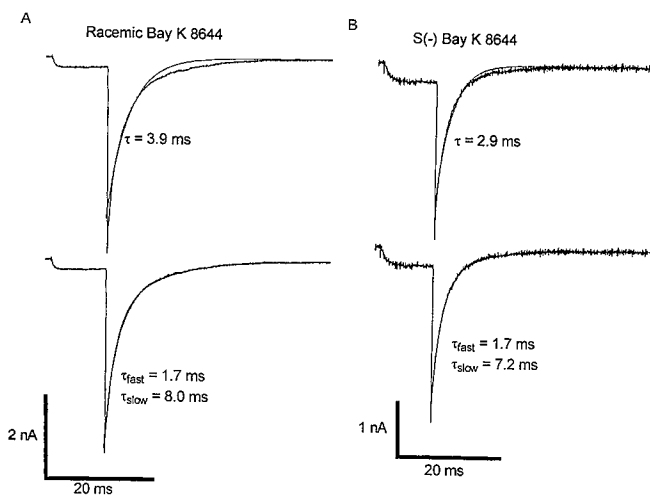 A
Racemic Bay K 8644
τ = 3.9 ms
τfast = 1.7 ms
τslow = 8.0 ms
2 nA
20 ms
B
S(-) Bay K 8644
τ = 2.9 ms
τfast = 1.7 ms
τslow = 7.2 ms
1 nA
20 ms